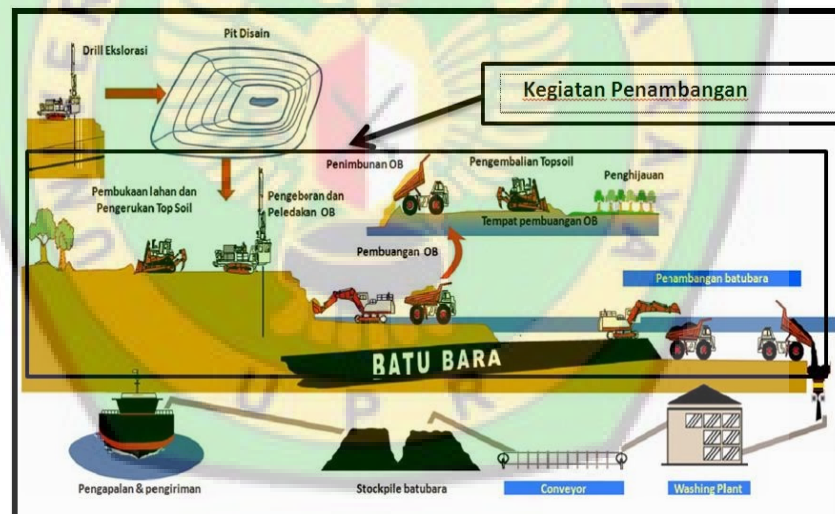 Drill Ekslorasi
Pit Disain
Kegiatan Penambangan
Penimbunan OB
Pengembalian Topsoil
Penghijauan
Pembukaan lahan dan
Pengerukan Top Soil
Pengeboran dan
Peledakan OB
Tempat pembuangan OB
Pembuangan OB
Penambangan batubara
BATU BARA
U P R
Pengapalan & pengiriman
Stockpile batubara
Conveyor
Washing Plant